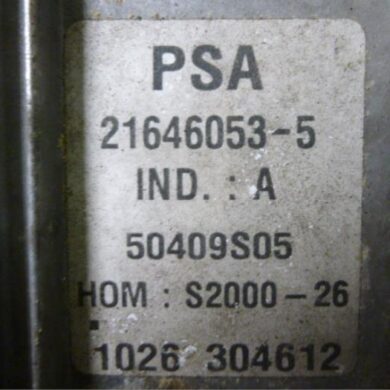 PSA
21646053-5
IND. : A
50409S05
HOM : S2000-26
1026 304612